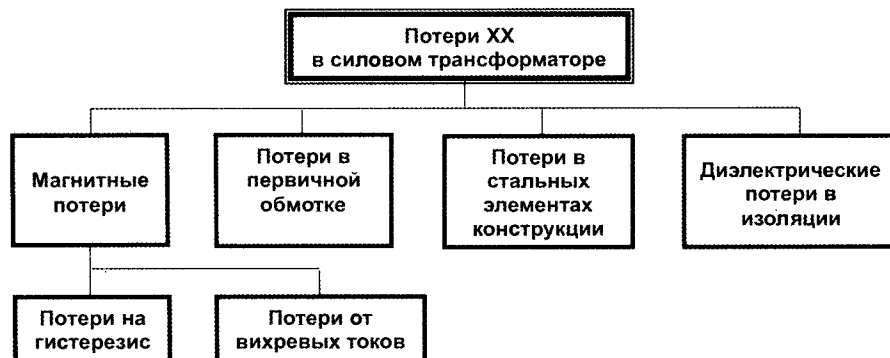 Потери ХХ
в силовом трансформаторе
Магнитные
потери
Потери в
первичной
обмотке
Потери в
стальных
элементах
конструкции
Диэлектрические
потери в
изоляции
Потери на
гистерезис
Потери от
вихревых токов